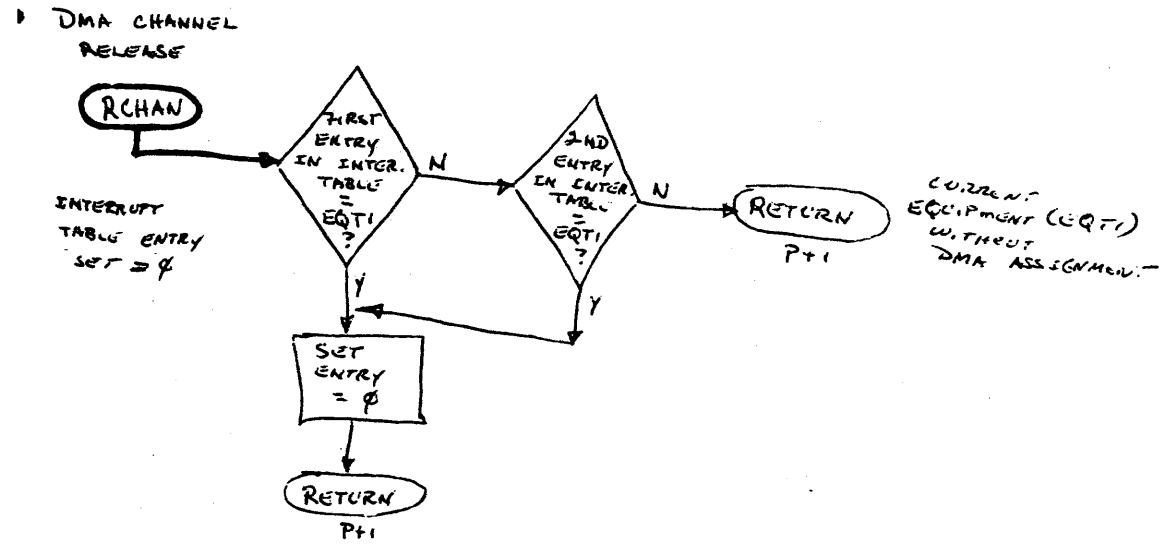 DMA CHANNEL
RELEASE
RCHAN
FIRST
ENTRY
IN INTER.
TABLE
=
EQT1
?
N
2ND
ENTRY
IN INTER.
TABLE
=
EQT1
?
N
RETURN
P+1
CURRENT
EQUIPMENT (EQT1)
WITHOUT
DMA ASSIGNMENT
INTERRUPT
TABLE ENTRY
SET = Ø
Y
Y
SET
ENTRY
= Ø
RETURN
P+1